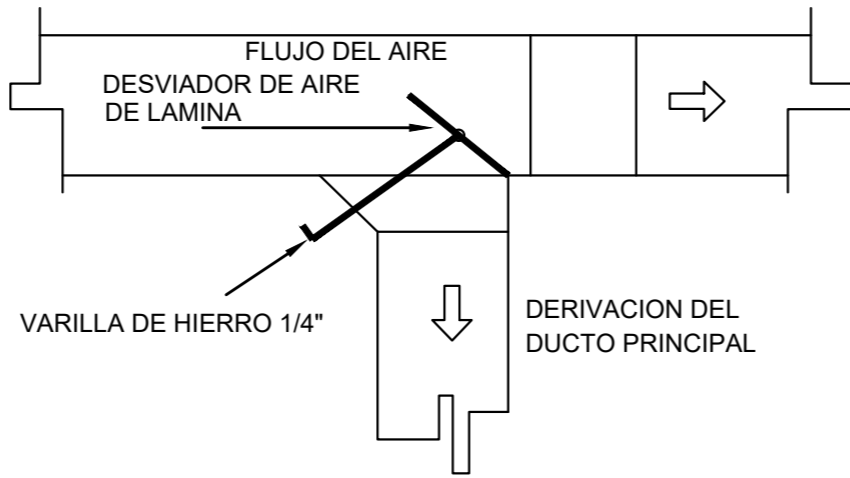 FLUJO DEL AIRE
DESVIADOR DE AIRE
DE LAMINA
VARILLA DE HIERRO 1/4"
DERIVACION DEL
DUCTO PRINCIPAL